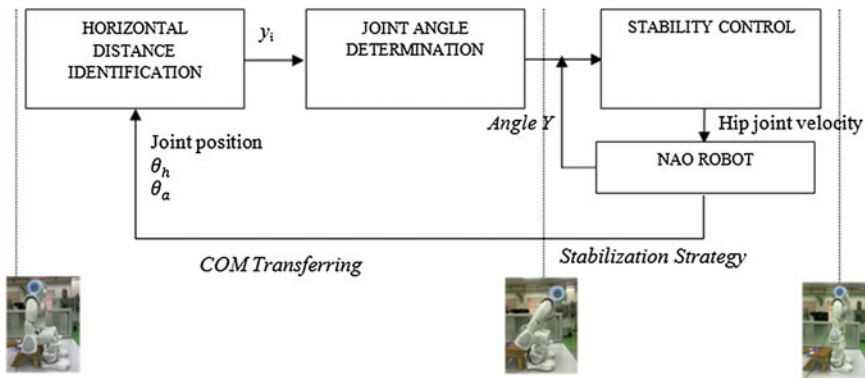 HORIZONTAL
DISTANCE
IDENTIFICATION
yᵢ
JOINT ANGLE
DETERMINATION
STABILITY CONTROL
Angle Y
Hip joint velocity
NAO ROBOT
Joint position
θₕ
θₐ
COM Transferring
Stabilization Strategy